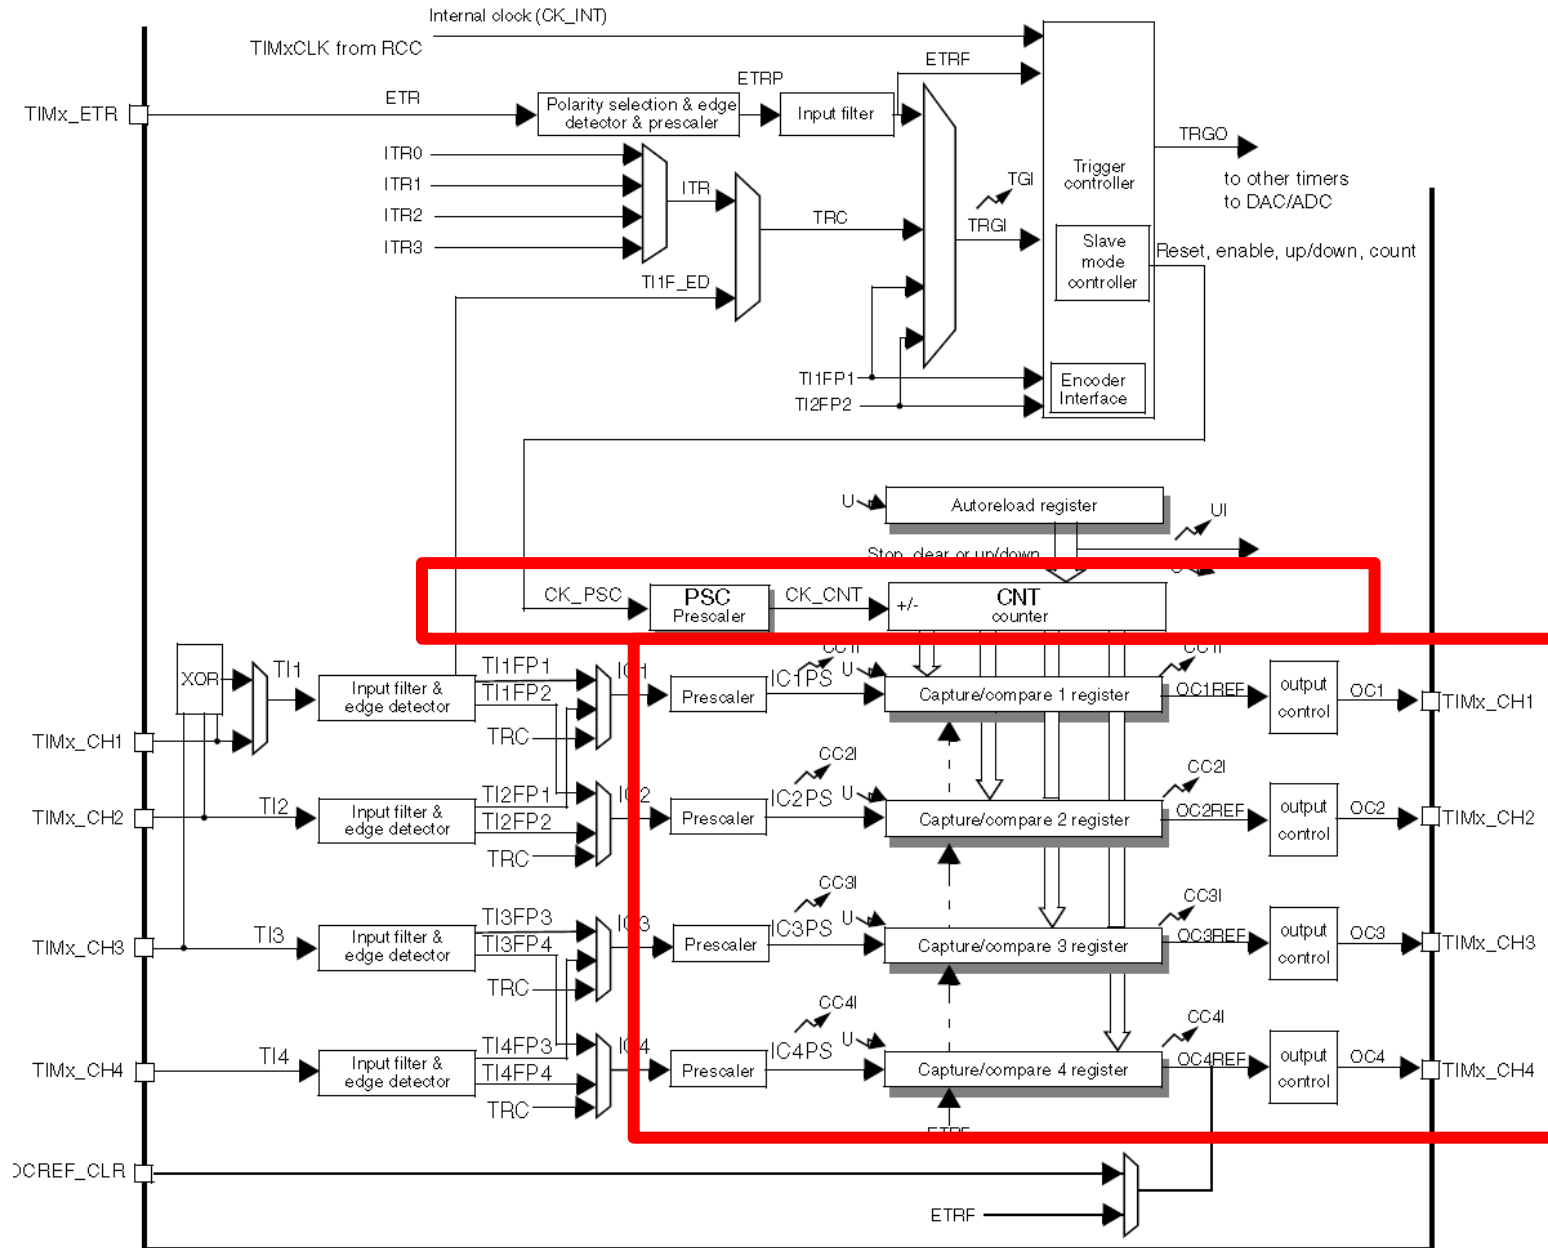 Internal clock (CK_INT)
TIMxCLK from RCC
ETRF
ETRP
ETR
TIMx_ETR
Polarity selection & edge
detector & prescaler
Input filter
TRGO
to other timers
to DAC/ADC
ITR0
ITR1
ITR2
ITR3
ITR
TRC
TI1F_ED
TGI
TRGI
Trigger
controller
Slave
mode
controller
Reset, enable, up/down, count
TI1FP1
TI2FP2
Encoder
Interface
U
Autoreload register
UI
Stop, clear or up/down
CK_PSC
PSC
Prescaler
CK_CNT
+/-
CNT
counter
XOR
TI1
Input filter &
edge detector
TI1FP1
TI1FP2
TRC
IC1
Prescaler
IC1PS
CC1I
U
Capture/compare 1 register
CC1I
OC1REF
output
control
OC1
TIMx_CH1
TIMx_CH1
TIMx_CH2
TI2
Input filter &
edge detector
TI2FP1
TI2FP2
TRC
IC2
Prescaler
IC2PS
CC2I
U
Capture/compare 2 register
CC2I
OC2REF
output
control
OC2
TIMx_CH2
TIMx_CH3
TI3
Input filter &
edge detector
TI3FP3
TI3FP4
TRC
IC3
Prescaler
IC3PS
CC3I
U
Capture/compare 3 register
CC3I
OC3REF
output
control
OC3
TIMx_CH3
TIMx_CH4
TI4
Input filter &
edge detector
TI4FP3
TI4FP4
TRC
IC4
Prescaler
IC4PS
CC4I
U
Capture/compare 4 register
CC4I
OC4REF
output
control
OC4
TIMx_CH4
ETRF
OCREF_CLR
ETRF